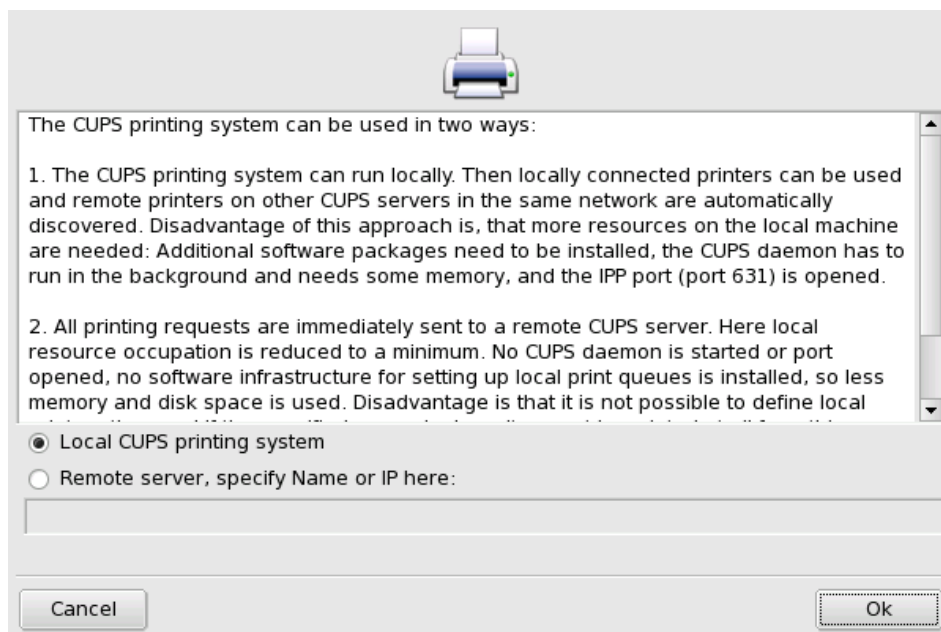 The CUPS printing system can be used in two ways:
1. The CUPS printing system can run locally. Then locally connected printers can be used
and remote printers on other CUPS servers in the same network are automatically
discovered. Disadvantage of this approach is, that more resources on the local machine
are needed: Additional software packages need to be installed, the CUPS daemon has to
run in the background and needs some memory, and the IPP port (port 631) is opened.
2. All printing requests are immediately sent to a remote CUPS server. Here local
resource occupation is reduced to a minimum. No CUPS daemon is started or port
opened, no software infrastructure for setting up local print queues is installed, so less
memory and disk space is used. Disadvantage is that it is not possible to define local
Local CUPS printing system
Remote server, specify Name or IP here:
Cancel
Ok